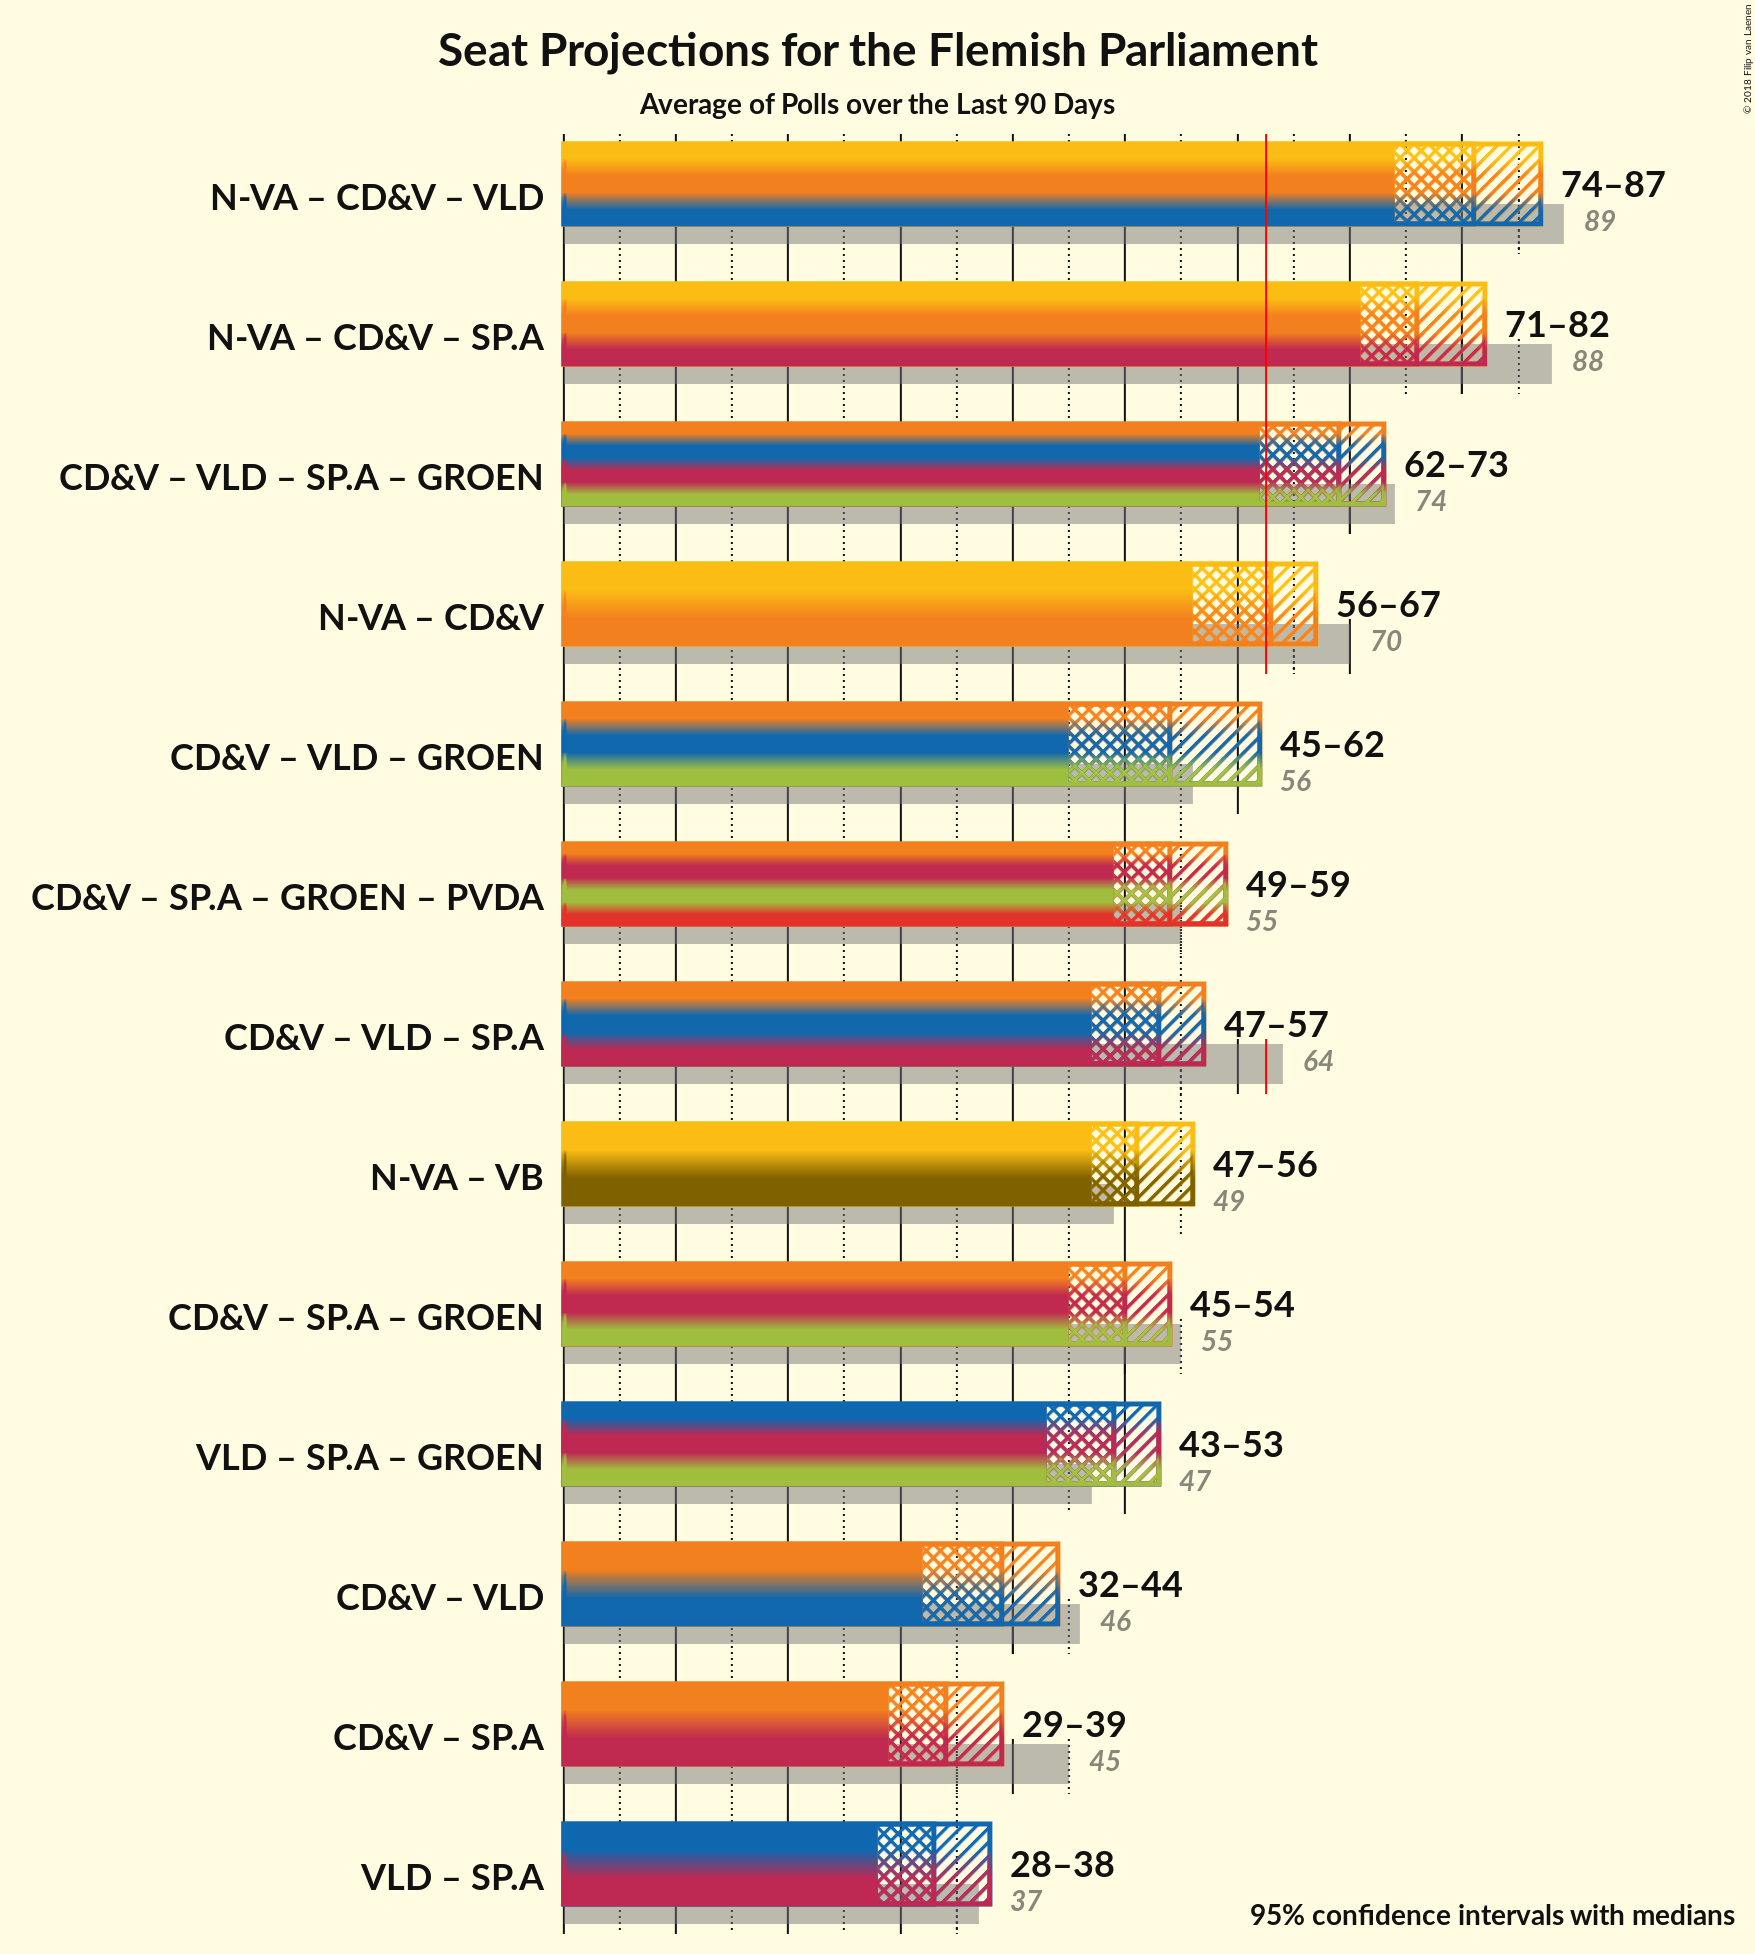 Seat Projections for the Flemish Parliament
Average of Polls over the Last 90 Days
© 2018 Filip van Laenen
N-VA – CD&V – VLD
74–87
89
N-VA – CD&V – SP.A
71–82
88
CD&V – VLD – SP.A – GROEN
62–73
74
N-VA – CD&V
56–67
70
CD&V – VLD – GROEN
45–62
56
CD&V – SP.A – GROEN – PVDA
49–59
55
CD&V – VLD – SP.A
47–57
64
N-VA – VB
47–56
49
CD&V – SP.A – GROEN
45–54
55
VLD – SP.A – GROEN
43–53
47
CD&V – VLD
32–44
46
CD&V – SP.A
29–39
45
VLD – SP.A
28–38
37
95% confidence intervals with medians